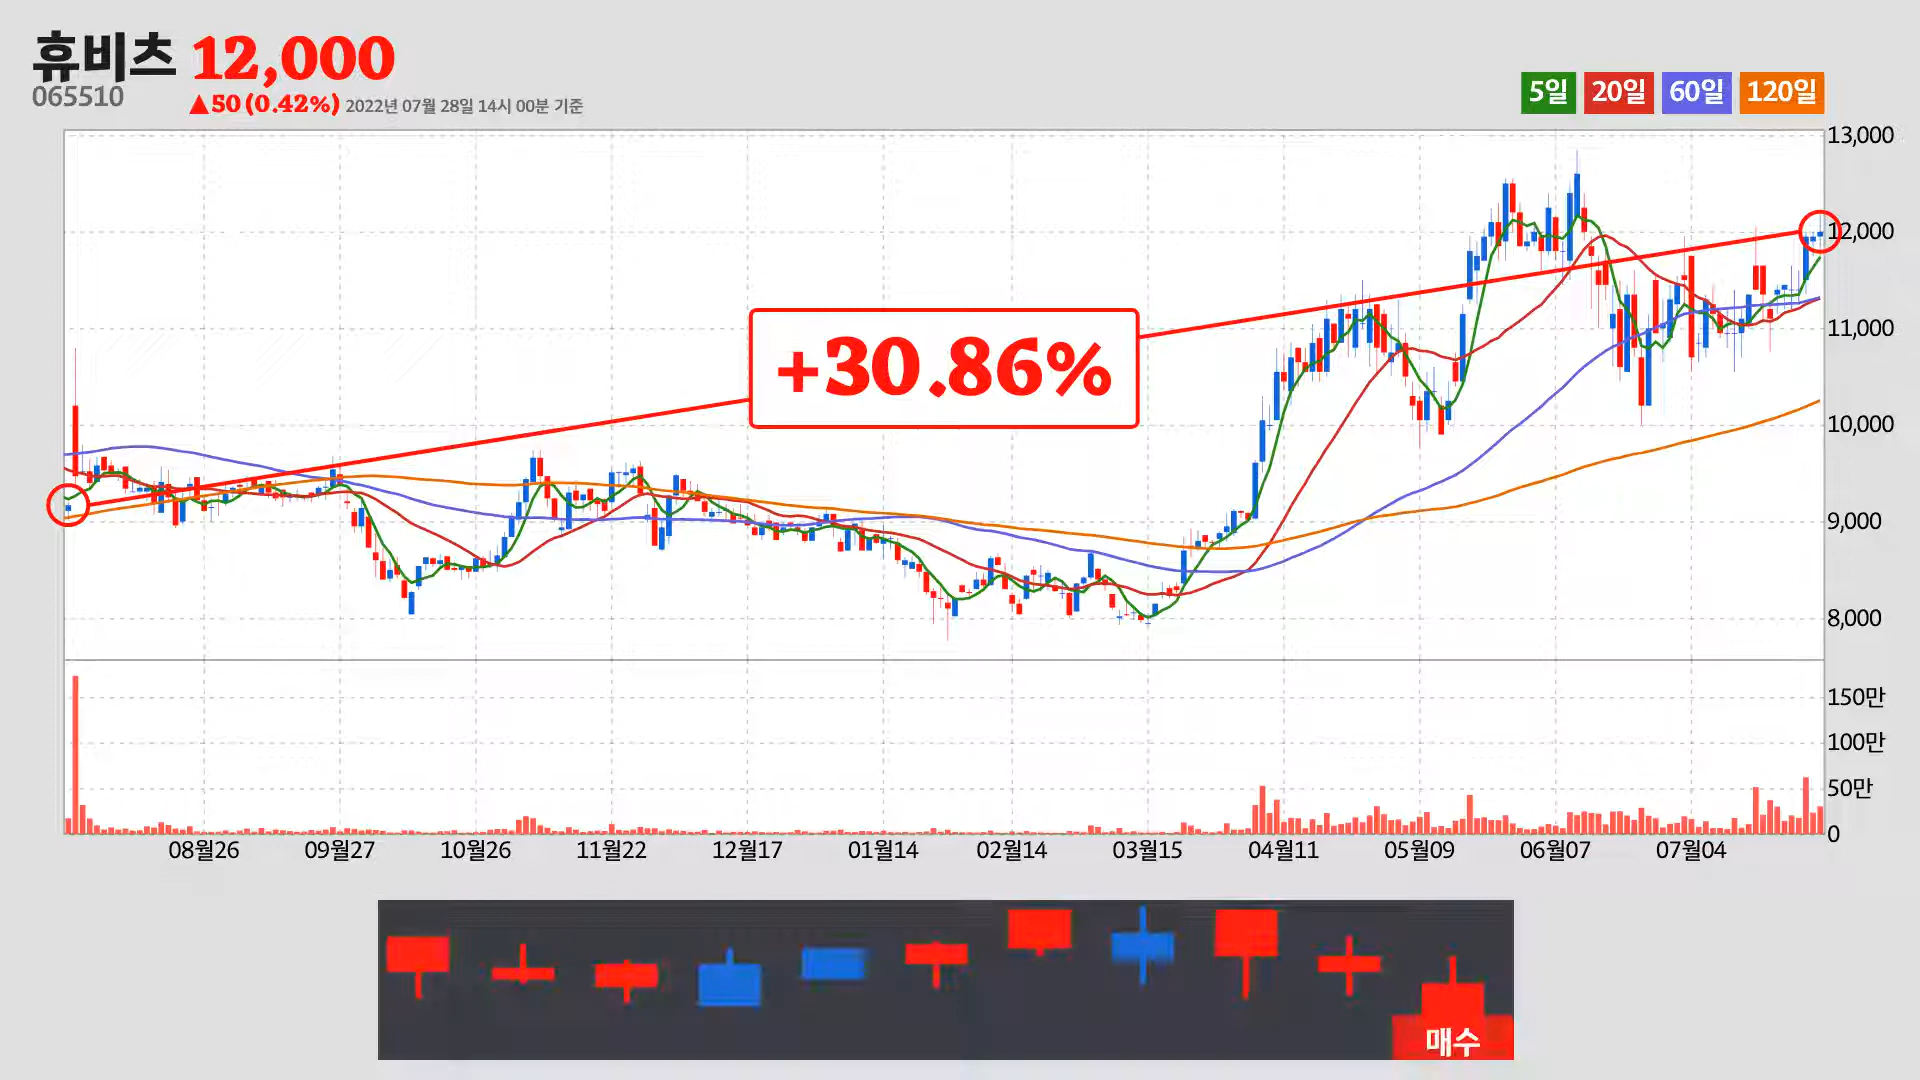 휴비츠 12,000
065510
▲50 (0.42%) 2022년 07월 28일 14시 00분 기준
5일 20일 60일 120일
13,000
12,000
11,000
10,000
9,000
8,000
+30.86%
150만
100만
50만
0
08월26 09월27 10월26 11월22 12월17 01월14 02월14 03월15 04월11 05월09 06월07 07월04
매수